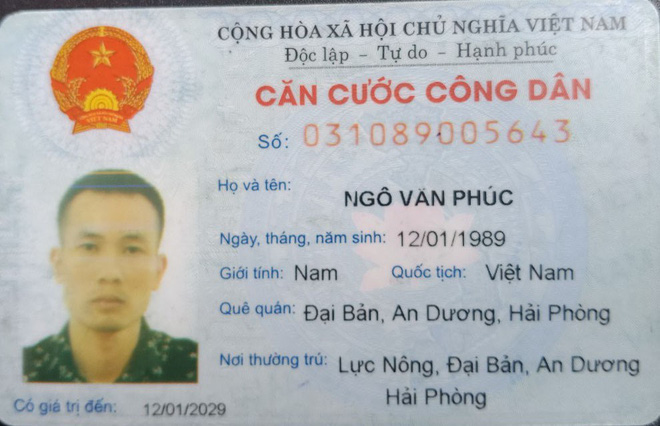 CỘNG HÒA XÃ HỘI CHỦ NGHĨA VIỆT NAM
Độc lập - Tự do - Hạnh phúc
CĂN CƯỚC CÔNG DÂN
Số: 031089005643
Họ và tên:
NGÔ VĂN PHÚC
Ngày, tháng, năm sinh: 12/01/1989
Giới tính: Nam Quốc tịch: Việt Nam
Quê quán: Đại Bản, An Dương, Hải Phòng
Nơi thường trú: Lực Nông, Đại Bản, An Dương
Hải Phòng
Có giá trị đến: 12/01/2029
VIỆT NAM